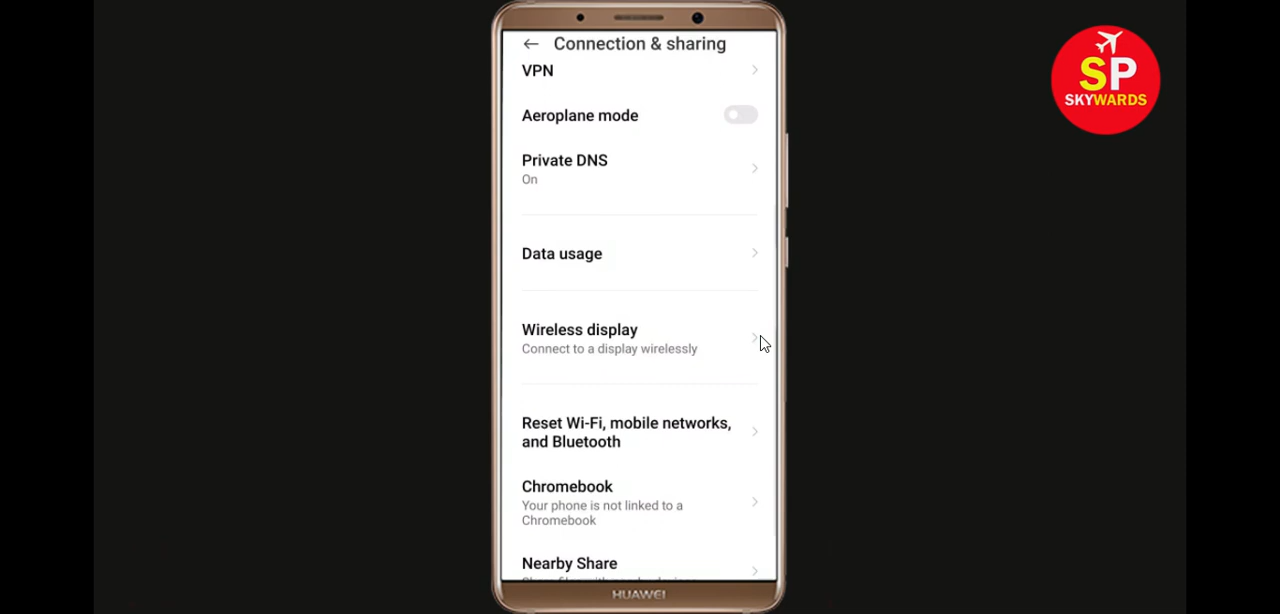 Connection & sharing
VPN
Aeroplane mode
Private DNS
On
Data usage
Wireless display
Connect to a display wirelessly
Reset Wi-Fi, mobile networks,
and Bluetooth
Chromebook
Your phone is not linked to a
Chromebook
Nearby Share
HUAWEI
SP
SKYWARDS